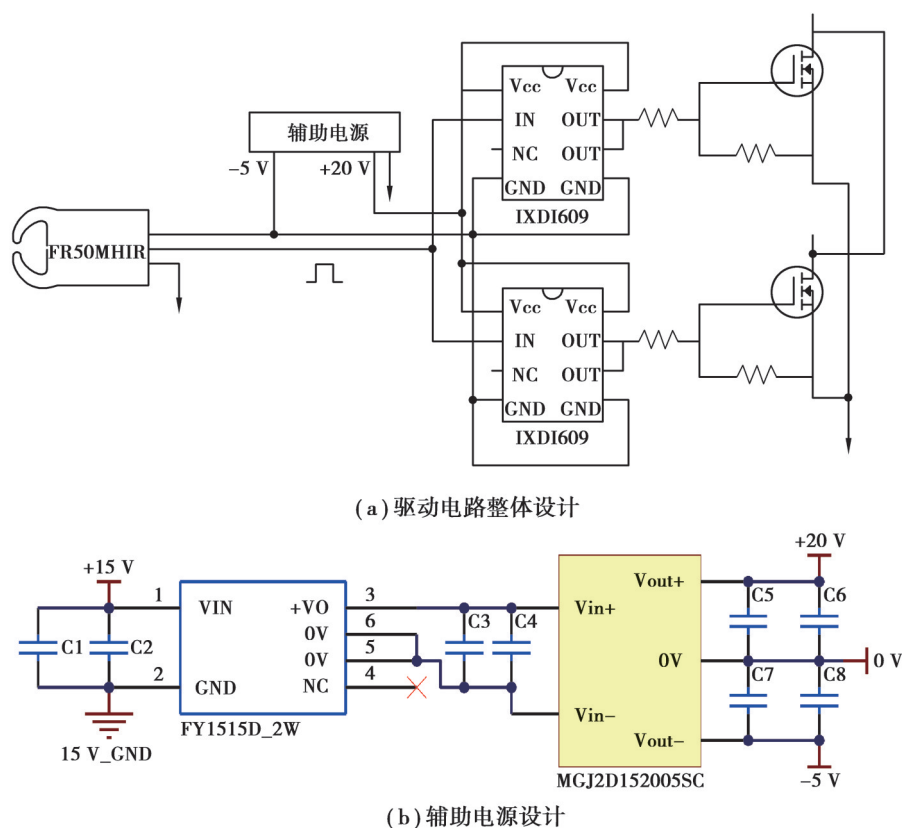 辅助电源
-5 V +20 V
FR50MHIR
Vcc Vcc
IN OUT
NC OUT
GND GND
IXDI609
Vcc Vcc
IN OUT
NC OUT
GND GND
IXDI609
(a)驱动电路整体设计
+15 V
C1
C2
1
2
VIN
GND
+VO
0V
0V
NC
3
6
5
4
FY1515D_2W
15 V_GND
C3
C4
Vin+
Vin−
Vout+
0V
Vout−
MGJ2D152005SC
+20 V
C5
C6
C7
C8
0 V
−5 V
(b)辅助电源设计